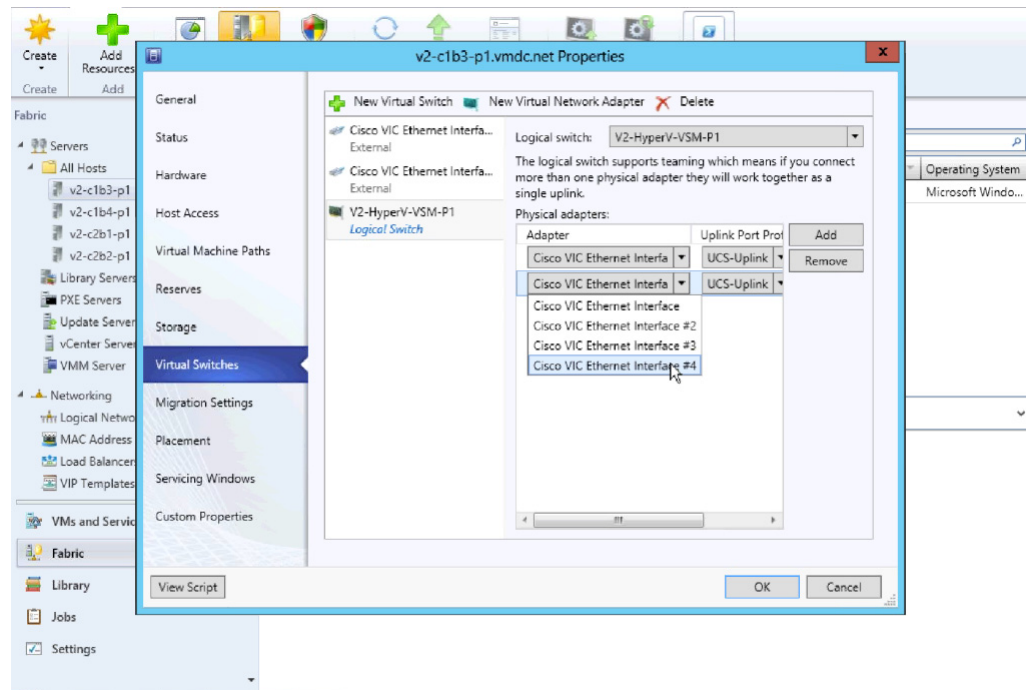 v2-c1b3-p1.vmdc.net Properties
x
Create
Add
Resources
Create
Add
Fabric
Servers
All Hosts
v2-c1b3-p1
v2-c1b4-p1
v2-c2b1-p1
v2-c2b2-p1
Library Servers
PXE Servers
Update Server
vCenter Server
VMM Server
Networking
Logical Netwo
MAC Address
Load Balancer
VIP Templates
VMs and Servic
Fabric
Library
Jobs
Settings
General
Status
Hardware
Host Access
Virtual Machine Paths
Reserves
Storage
Virtual Switches
Migration Settings
Placement
Servicing Windows
Custom Properties
New Virtual Switch New Virtual Network Adapter Delete
Cisco VIC Ethernet Interfa...
External
Cisco VIC Ethernet Interfa...
External
V2-HyperV-VSM-P1
Logical Switch
Logical switch: V2-HyperV-VSM-P1
The logical switch supports teaming which means if you connect
more than one physical adapter they will work together as a
single uplink.
Physical adapters:
Adapter Uplink Port Prof
Cisco VIC Ethernet Interfa UCS-Uplink
Cisco VIC Ethernet Interfa UCS-Uplink
Cisco VIC Ethernet Interface
Cisco VIC Ethernet Interface #2
Cisco VIC Ethernet Interface #3
Cisco VIC Ethernet Interface #4
Add
Remove
View Script
OK
Cancel
Operating System
Microsoft Windo...